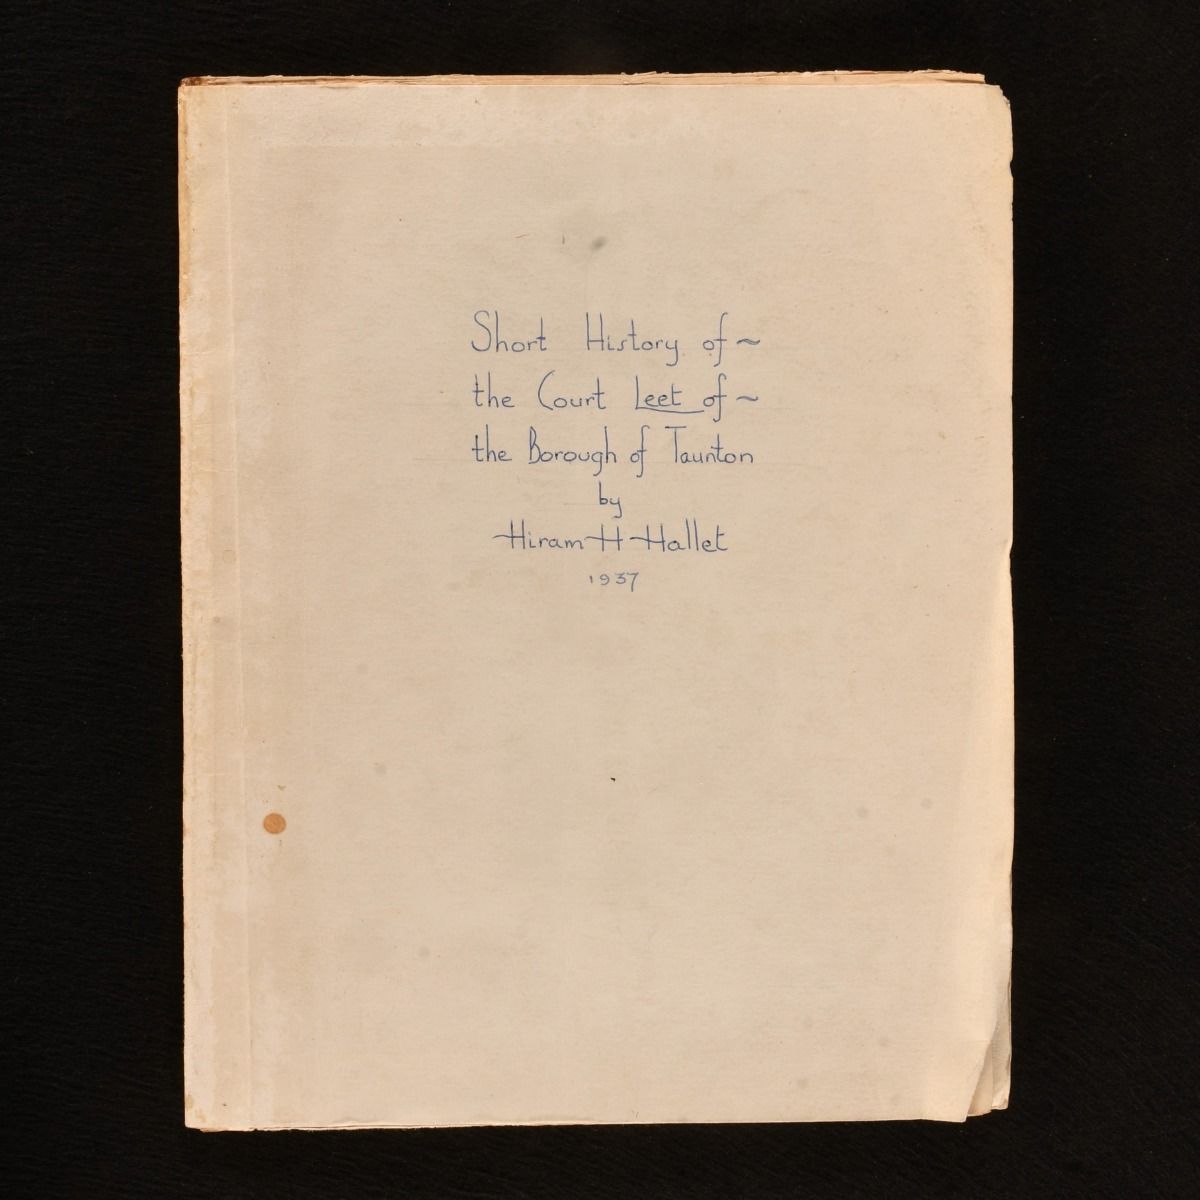 Short History of ~
the Court Leet of ~
the Borough of Taunton
by
Hiram H Hallet
1937